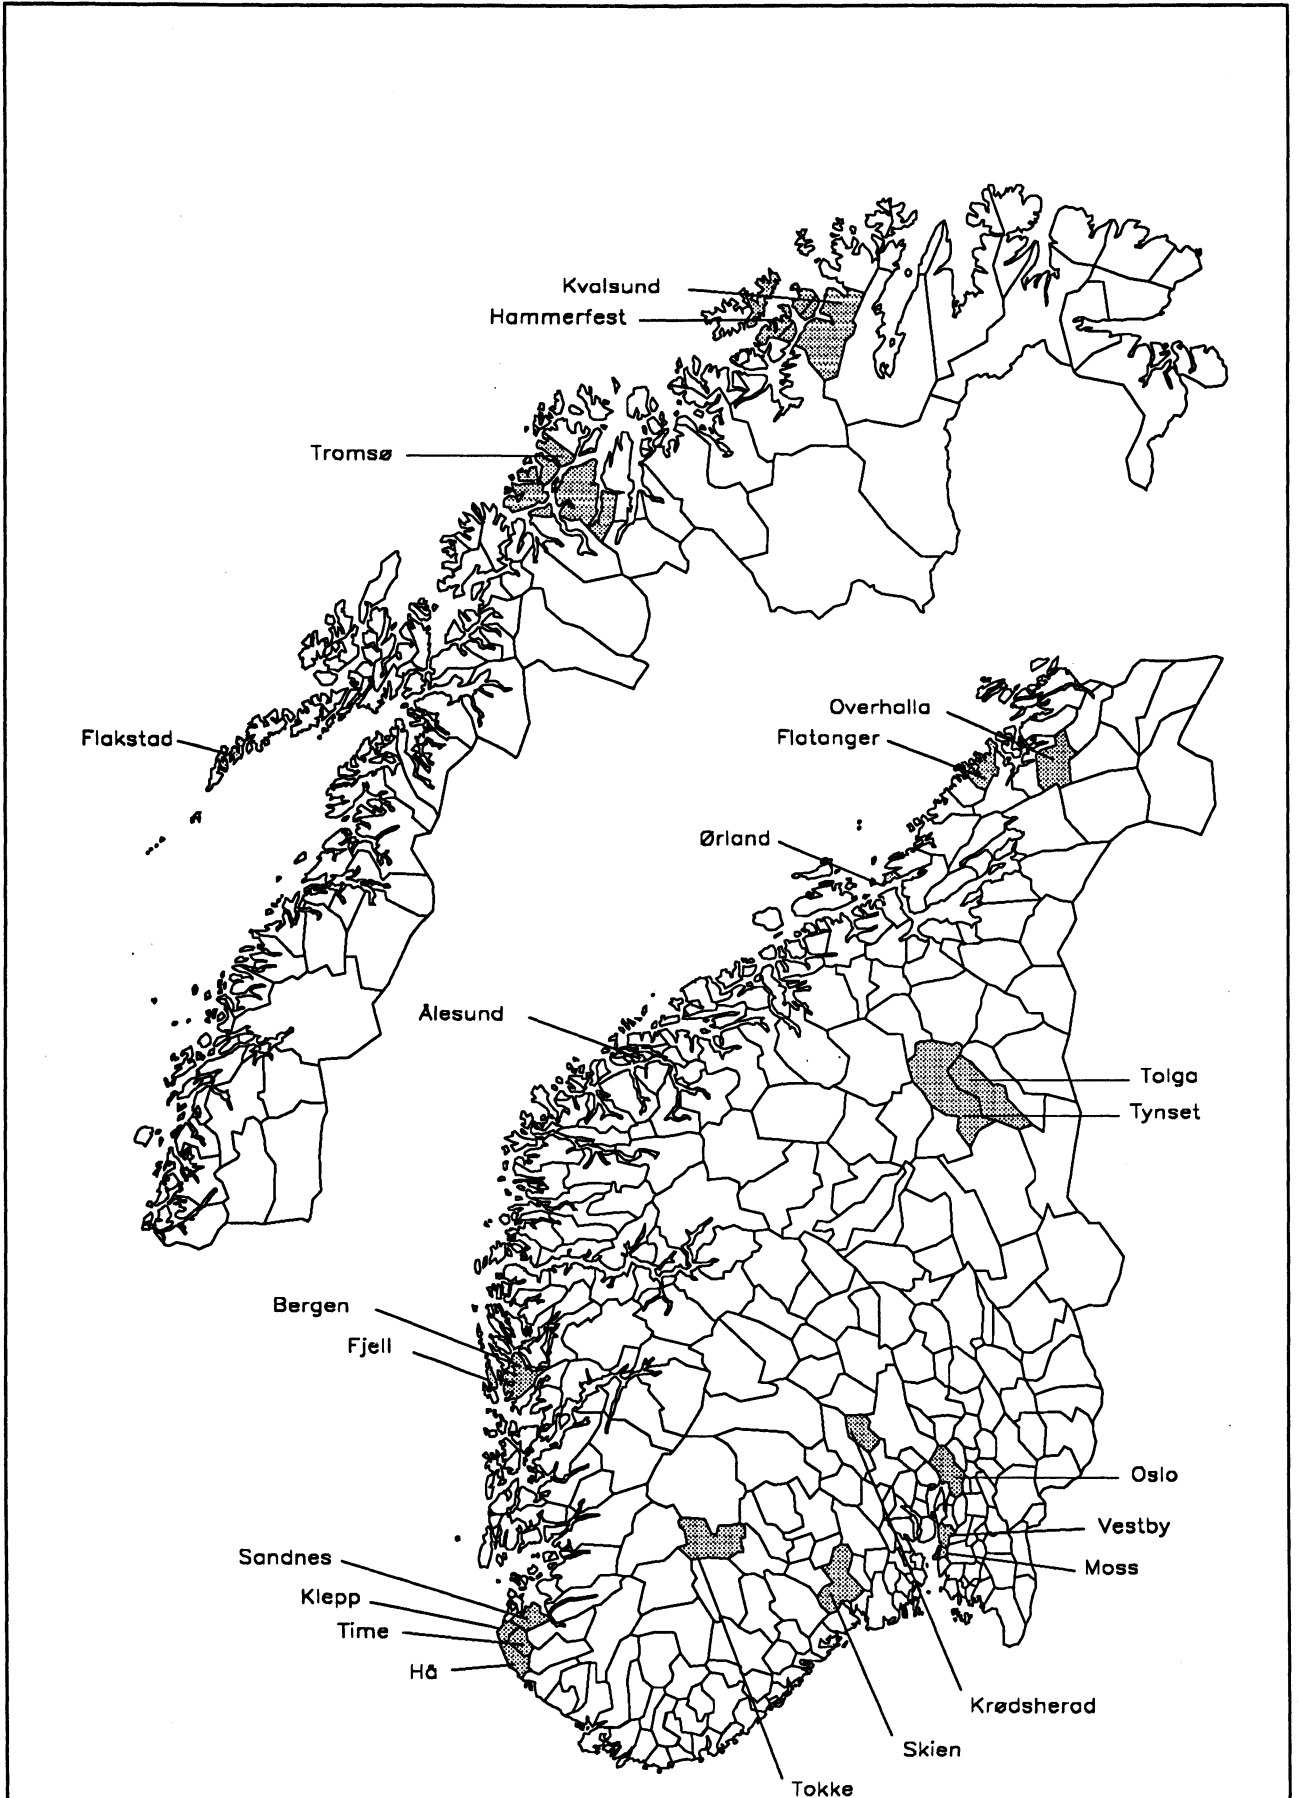 Kvalsund
Hammerfest
Tromsø
Flakstad
Overhalla
Flatanger
Ørland
Ålesund
Tolga
Tynset
Bergen
Fjell
Oslo
Vestby
Moss
Sandnes
Klepp
Time
Hå
Krødsherad
Skien
Tokke